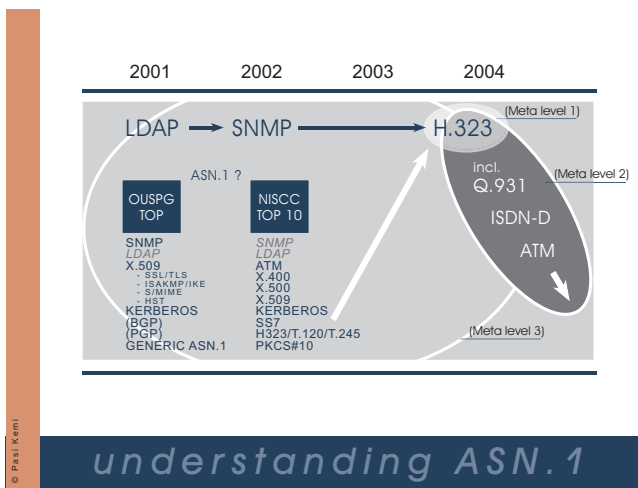 2001 2002 2003 2004
LDAP SNMP H.323
(Meta level 1)
incl.
Q.931
(Meta level 2)
ISDN-D
ATM
ASN.1 ?
OUSPG
TOP
SNMP
LDAP
X.509
- SSL/TLS
- ISAKMP/IKE
- S/MIME
- HST
KERBEROS
(BGP)
(PGP)
GENERIC ASN.1
NISCC
TOP 10
SNMP
LDAP
ATM
X.400
X.500
X.509
KERBEROS
SS7
H323/T.120/T.245
PKCS#10
(Meta level 3)
© Pasi Kemi
understanding ASN.1